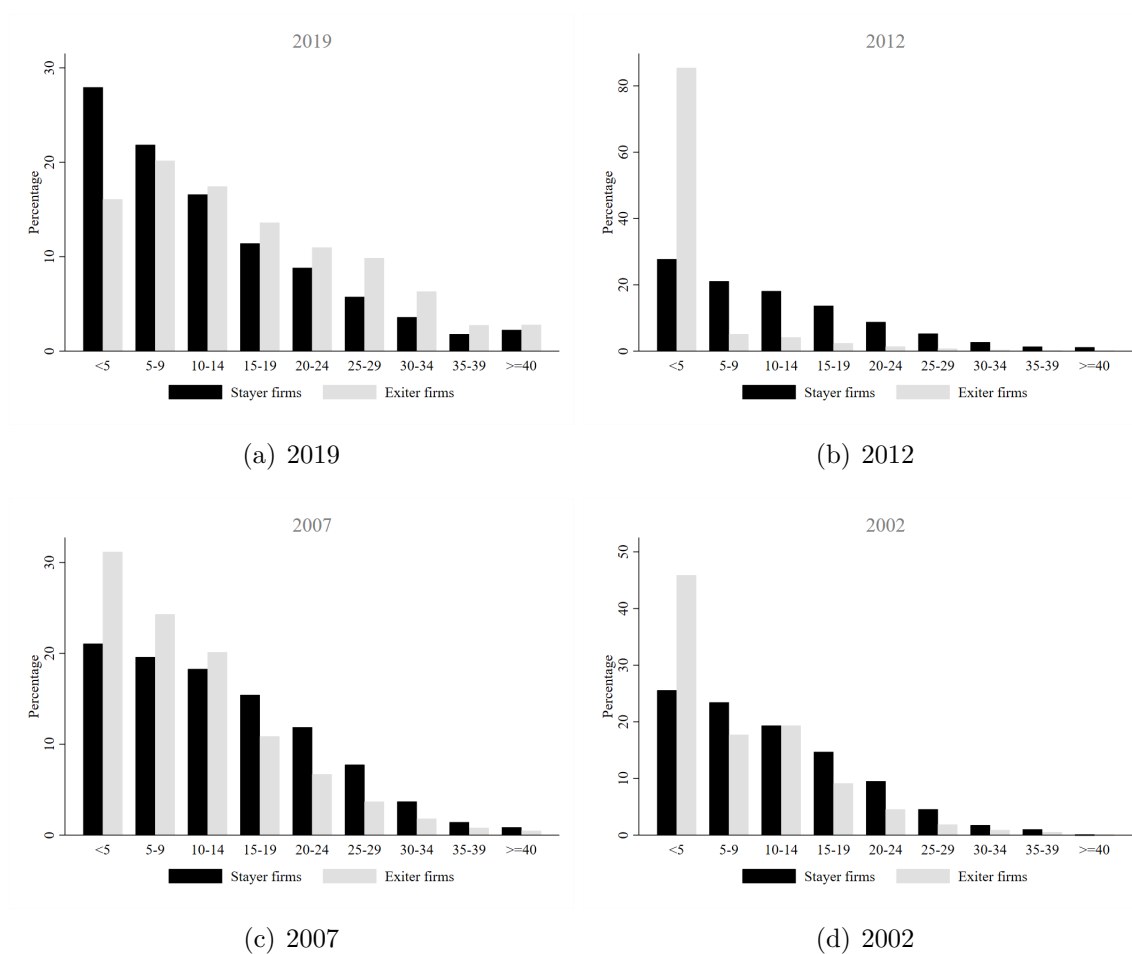 2019
Percentage
30
20
10
0
<5 5-9 10-14 15-19 20-24 25-29 30-34 35-39 >=40
Stayer firms Exiter firms
(a) 2019
2012
Percentage
80
60
40
20
0
<5 5-9 10-14 15-19 20-24 25-29 30-34 35-39 >=40
Stayer firms Exiter firms
(b) 2012
2007
Percentage
30
20
10
0
<5 5-9 10-14 15-19 20-24 25-29 30-34 35-39 >=40
Stayer firms Exiter firms
(c) 2007
2002
Percentage
50
40
30
20
10
0
<5 5-9 10-14 15-19 20-24 25-29 30-34 35-39 >=40
Stayer firms Exiter firms
(d) 2002